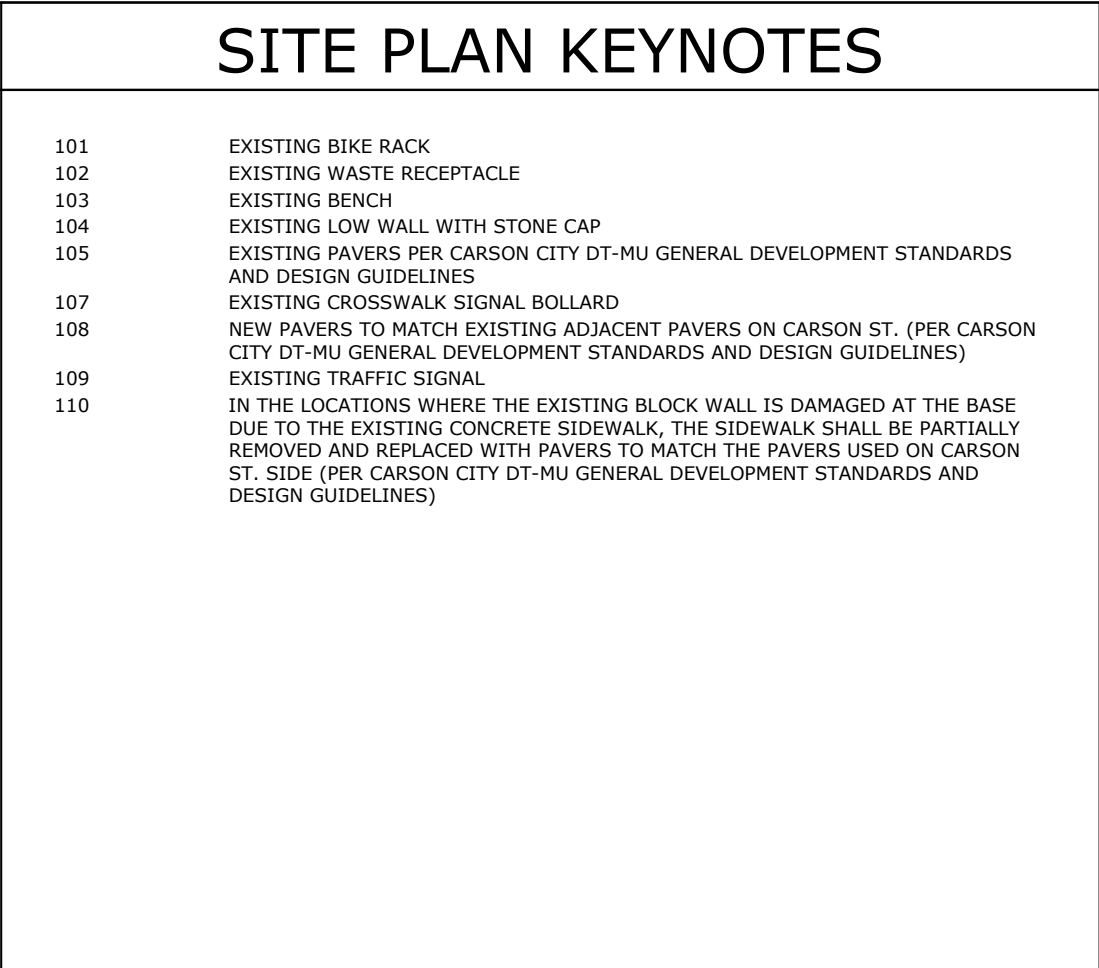 SITE PLAN KEYNOTES
101 EXISTING BIKE RACK
102 EXISTING WASTE RECEPTACLE
103 EXISTING BENCH
104 EXISTING LOW WALL WITH STONE CAP
105 EXISTING PAVERS PER CARSON CITY DT-MU GENERAL DEVELOPMENT STANDARDS
AND DESIGN GUIDELINES
107 EXISTING CROSSWALK SIGNAL BOLLARD
108 NEW PAVERS TO MATCH EXISTING ADJACENT PAVERS ON CARSON ST. (PER CARSON
CITY DT-MU GENERAL DEVELOPMENT STANDARDS AND DESIGN GUIDELINES)
109 EXISTING TRAFFIC SIGNAL
110 IN THE LOCATIONS WHERE THE EXISTING BLOCK WALL IS DAMAGED AT THE BASE
DUE TO THE EXISTING CONCRETE SIDEWALK, THE SIDEWALK SHALL BE PARTIALLY
REMOVED AND REPLACED WITH PAVERS TO MATCH THE PAVERS USED ON CARSON
ST. SIDE (PER CARSON CITY DT-MU GENERAL DEVELOPMENT STANDARDS AND
DESIGN GUIDELINES)